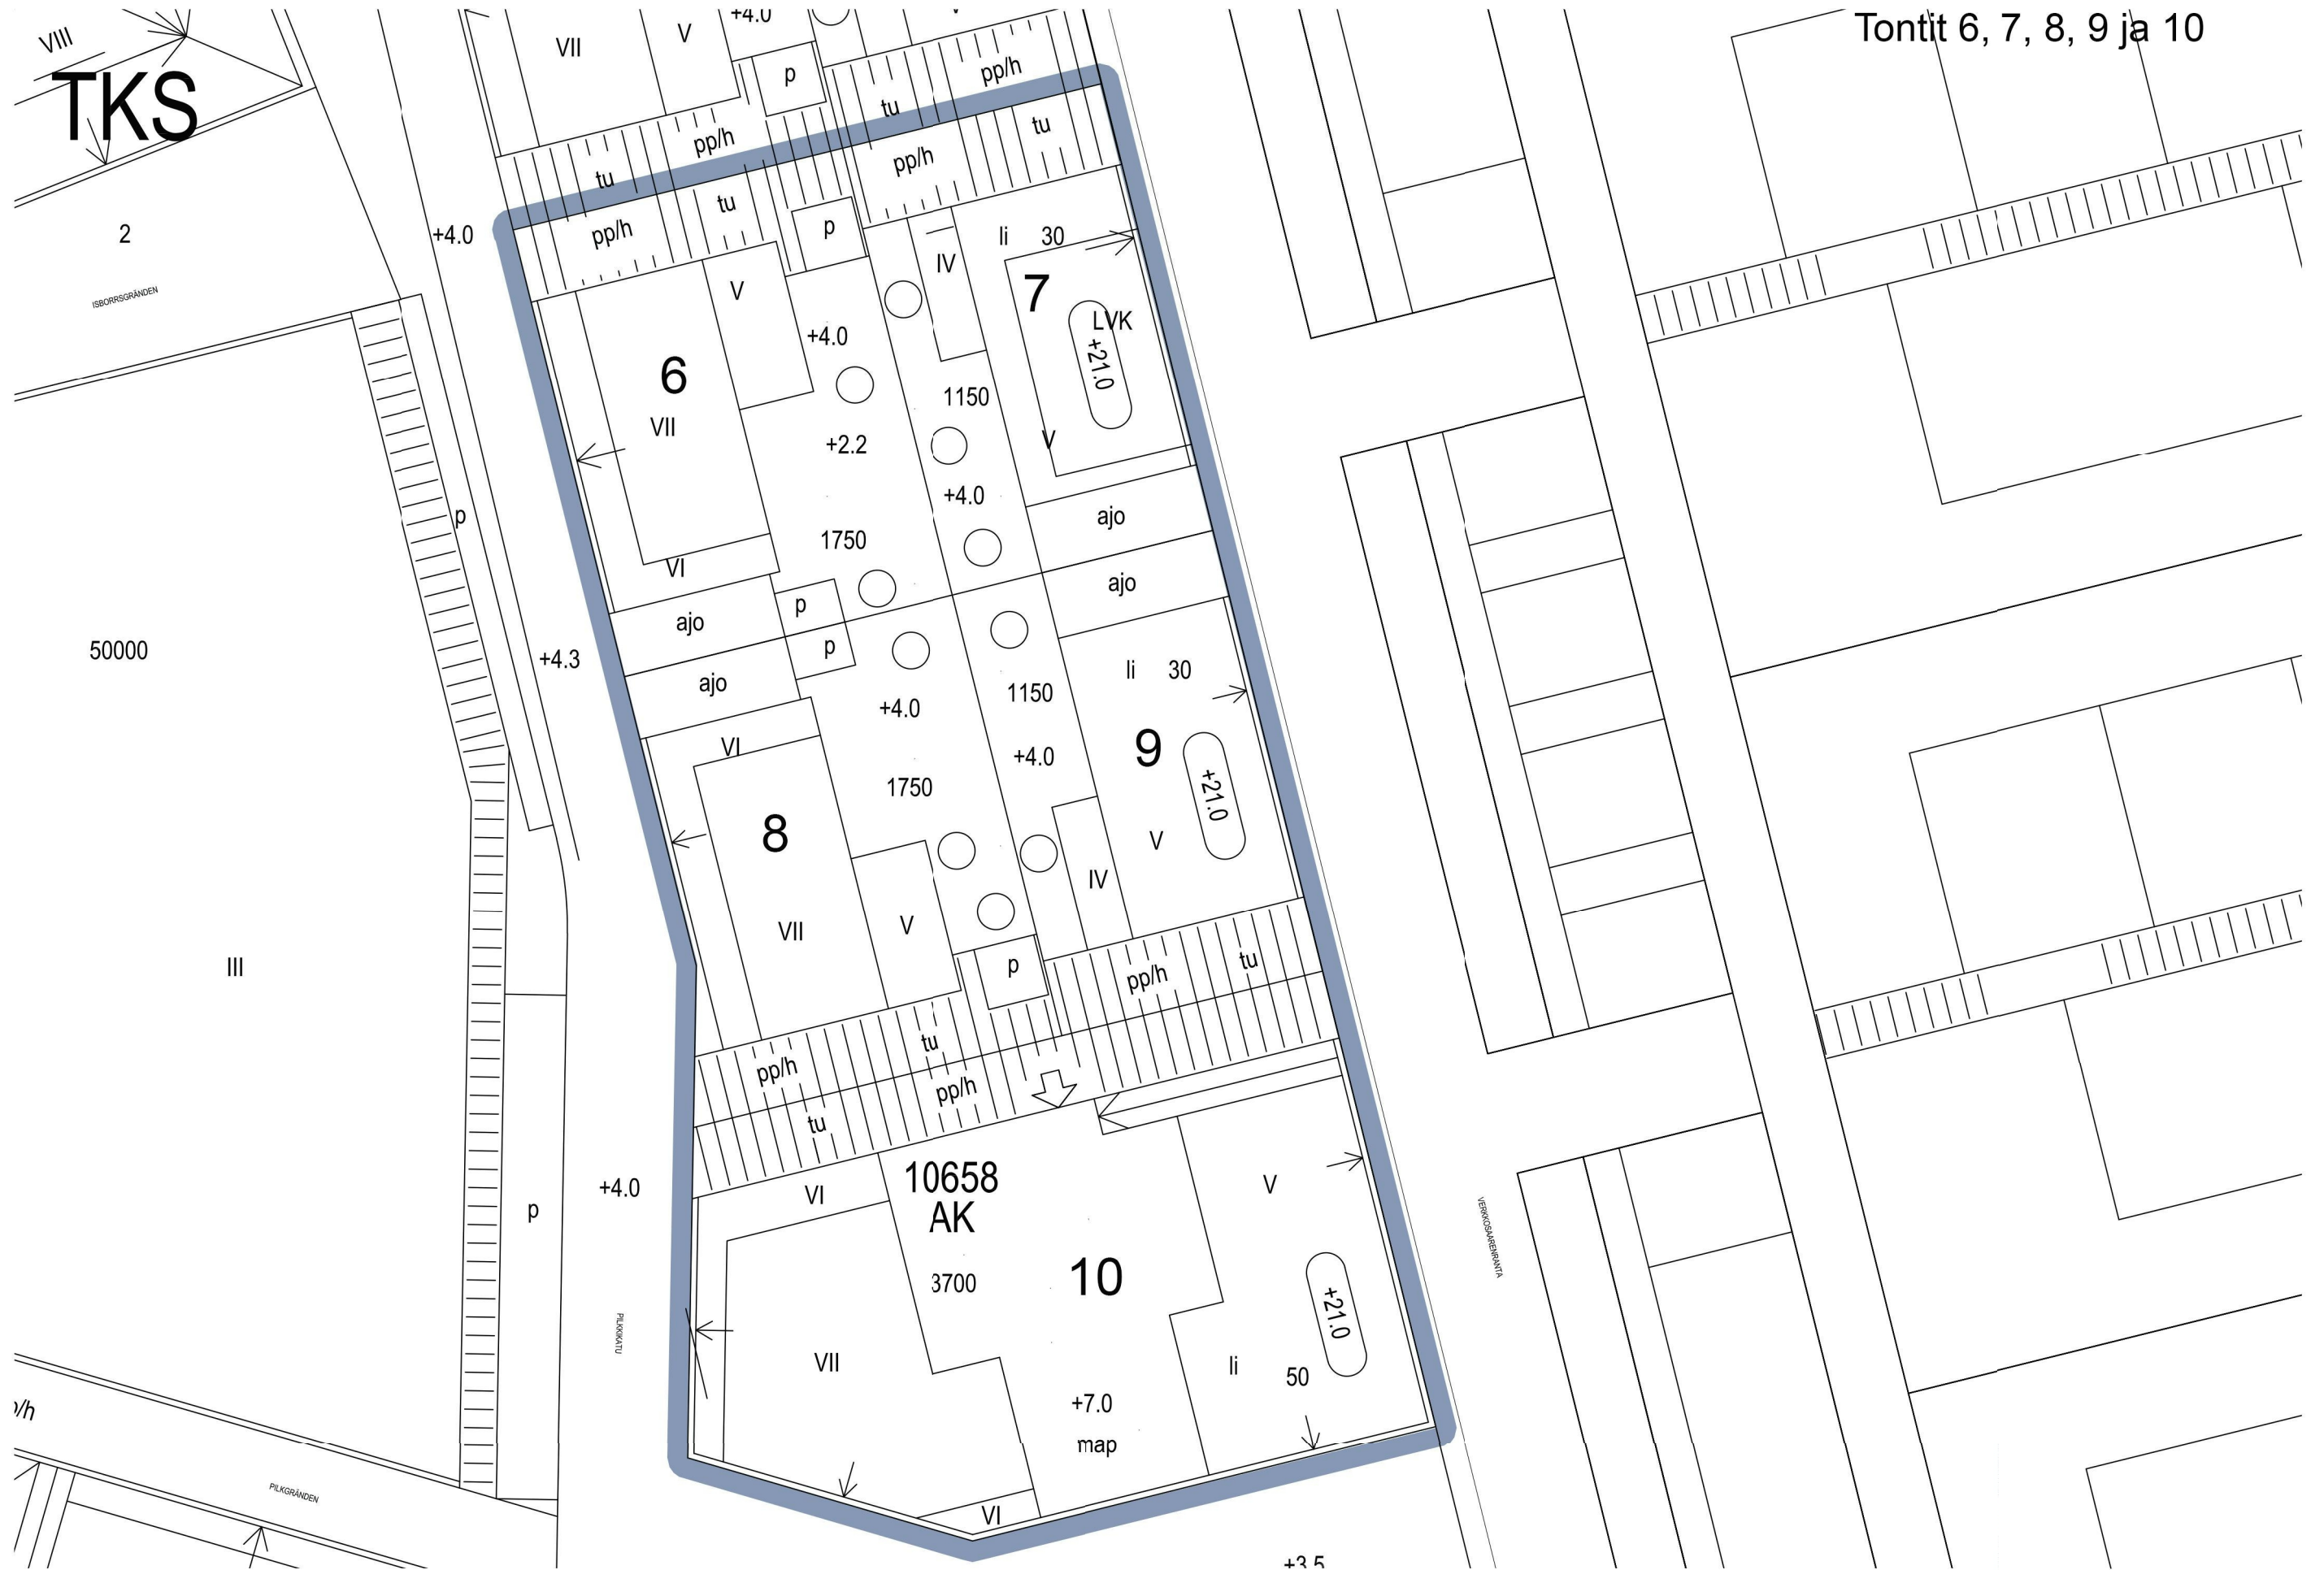 Tontit 6, 7, 8, 9 ja 10
VIII
TKS
VII
V
+4.0
p
pp/h
tu
pp/h
tu
tu
pp/h
tu
pp/h
p
2
+4.0
ISBORRSGRÄNDEN
V
IV
li 30
7
LVK
+21.0
6
VII
+4.0
1150
+2.2
V
+4.0
1750
p
ajo
VI
ajo
p
ajo
p
ajo
50000
+4.3
li 30
1150
+4.0
+4.0
VI
9
+21.0
1750
8
V
IV
VII
V
III
p
pp/h
tu
tu
pp/h
pp/h
tu
10658
AK
VI
V
+4.0
p
3700
10
+21.0
VERKKOSAARENRANTA
PILKKIKATU
VII
li 50
+7.0
map
/h
PILKGRÄNDEN
VI
+3.5